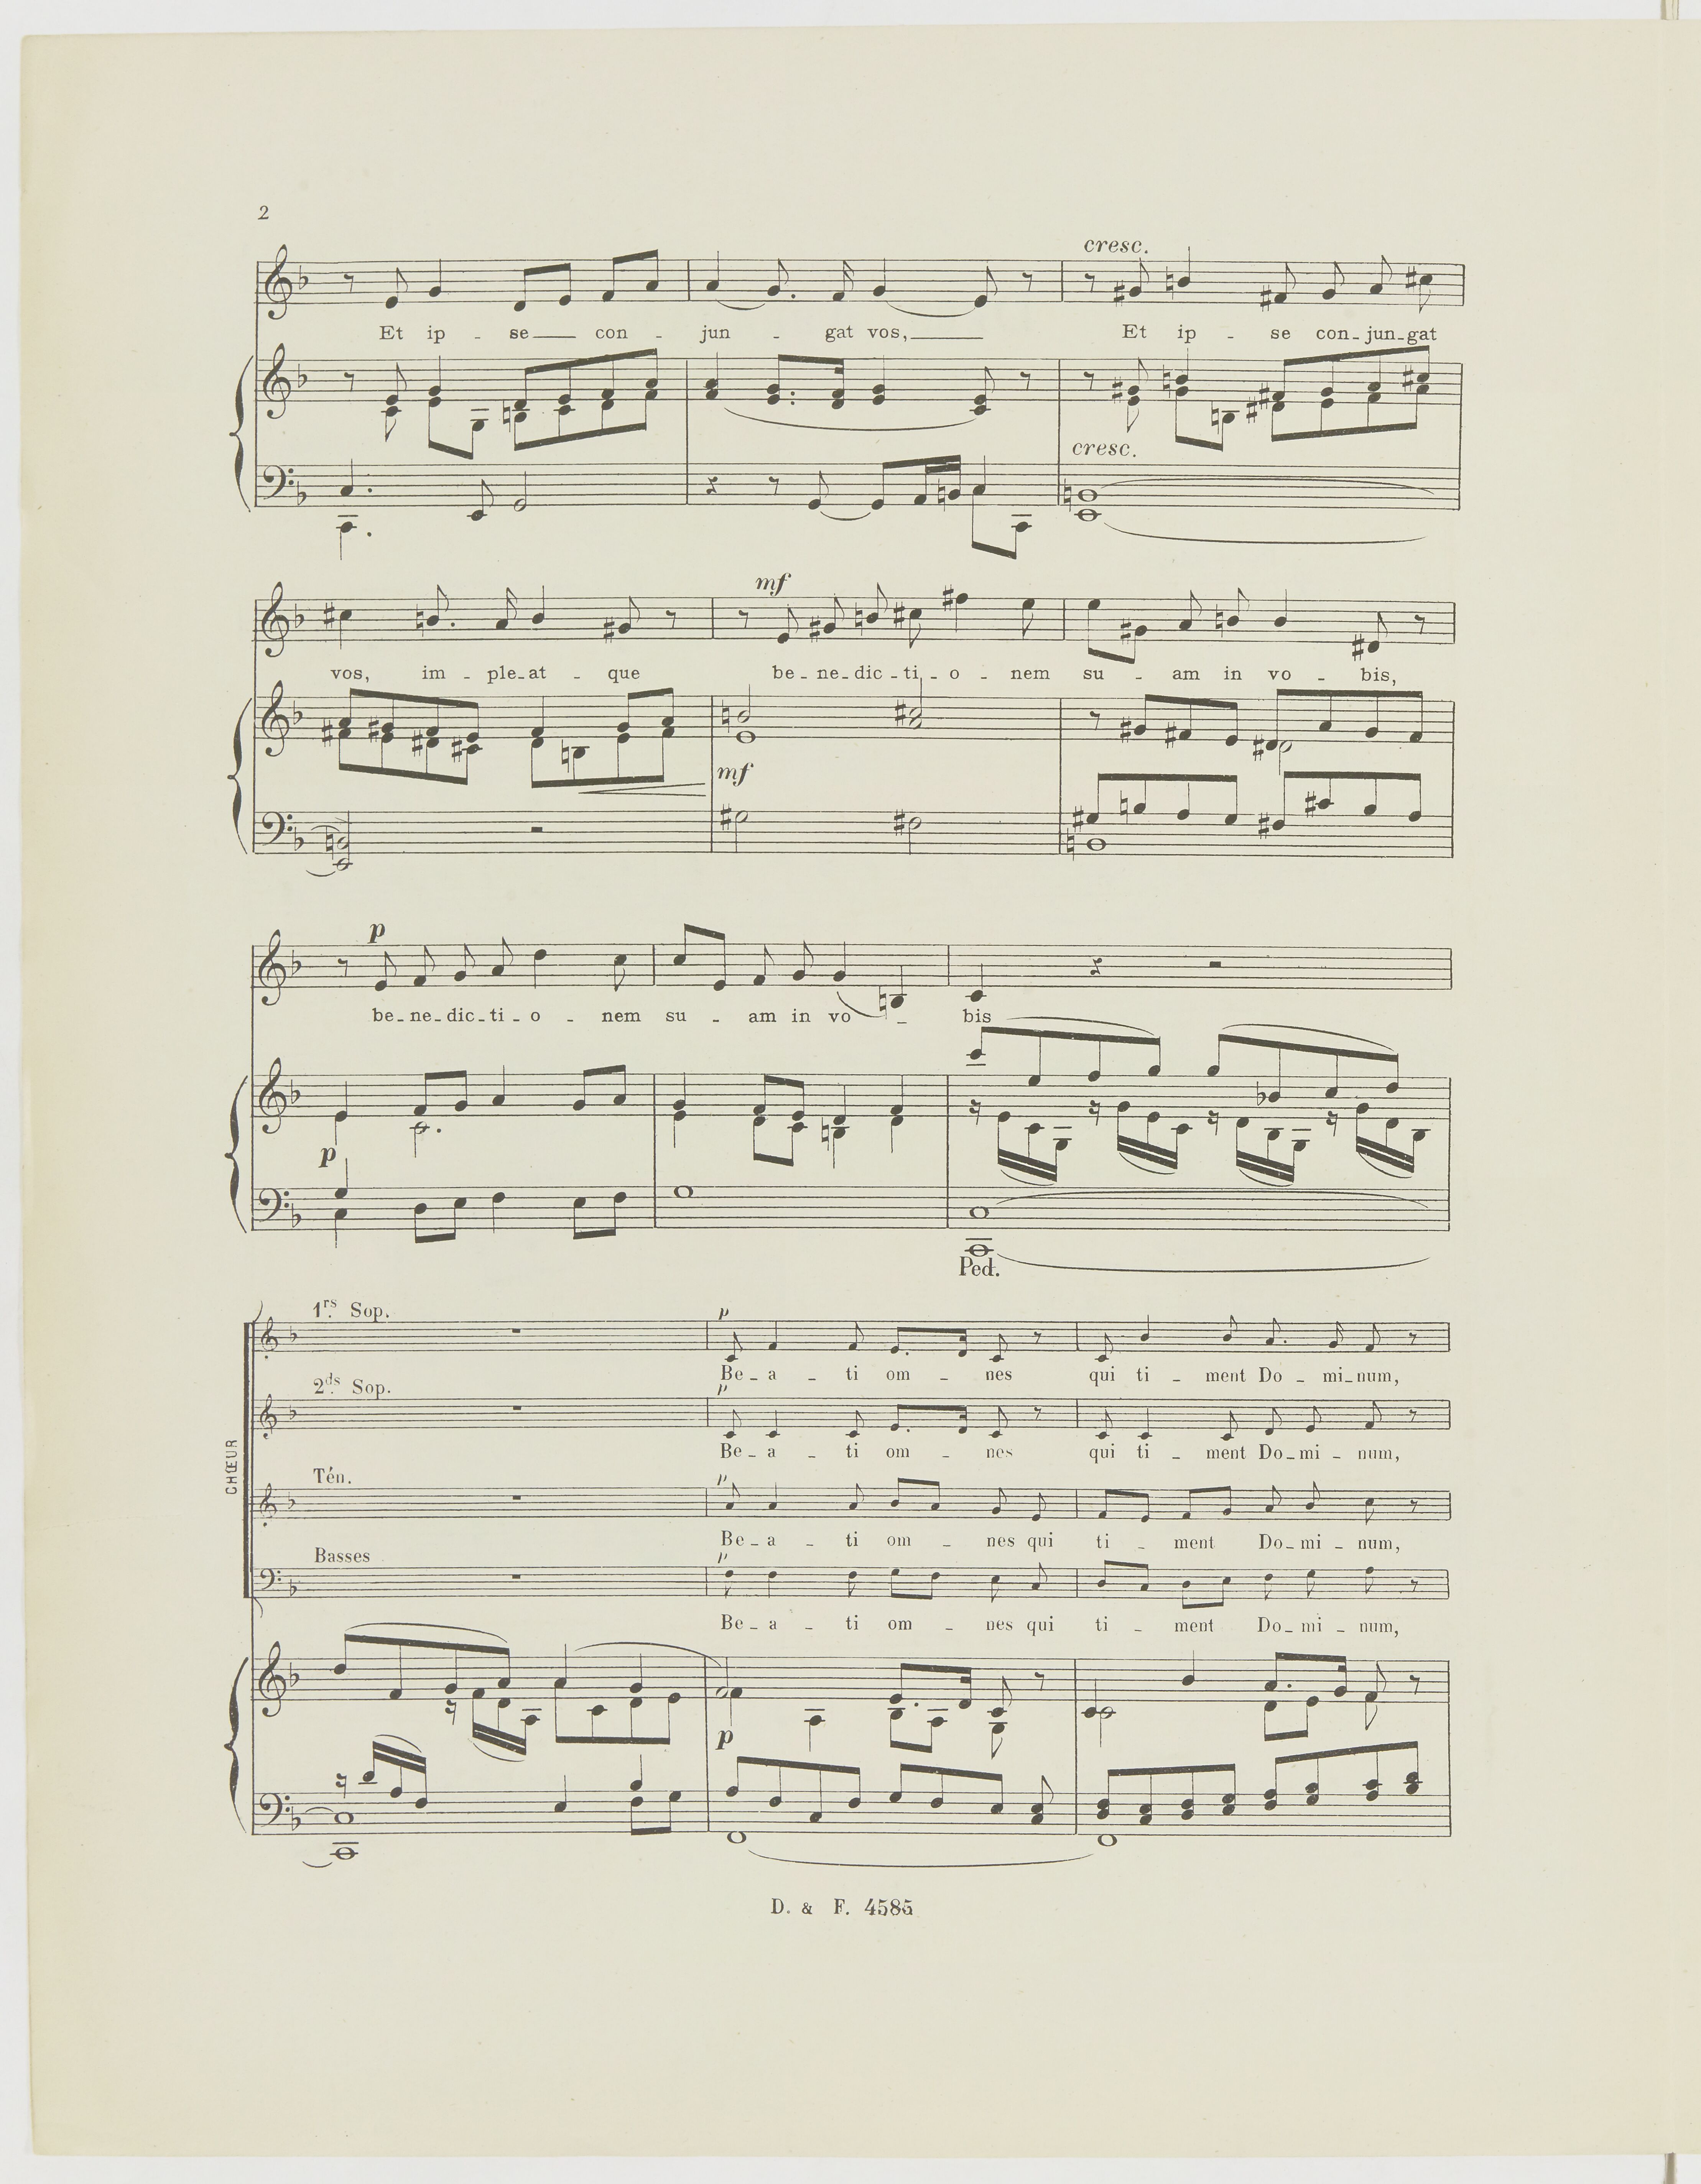 2
cresc.
Et ip - se con - jun - gat vos, Et ip - se con - jun - gat
cresc.
mf
vos, im - ple - at - que be - ne - dic - ti - o - nem su - am in vo - bis,
mf
p
be - ne - dic - ti - o - nem su - am in vo - bis
p
Ped.
CHŒUR
1rs Sop.
p
Be - a - ti om - nes qui ti - ment Do - mi - num,
2ds Sop.
p
Be - a - ti om - nes qui ti - ment Do - mi - num,
Tén.
p
Be - a - ti om - nes qui ti - ment Do - mi - num,
Basses
p
Be - a - ti om - nes qui ti - ment Do - mi - num,
p
D. & F. 4585